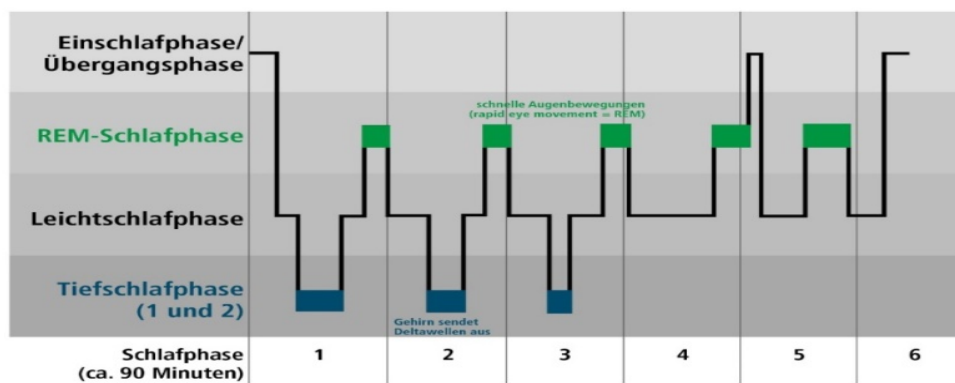 Einschlafphase/
Übergangsphase
schnelle Augenbewegungen
(rapid eye movement = REM)
REM-Schlafphase
Leichtschlafphase
Tiefschlafphase
(1 und 2)
Gehirn sendet
Deltawellen aus
Schlafphase
(ca. 90 Minuten)
1 2 3 4 5 6